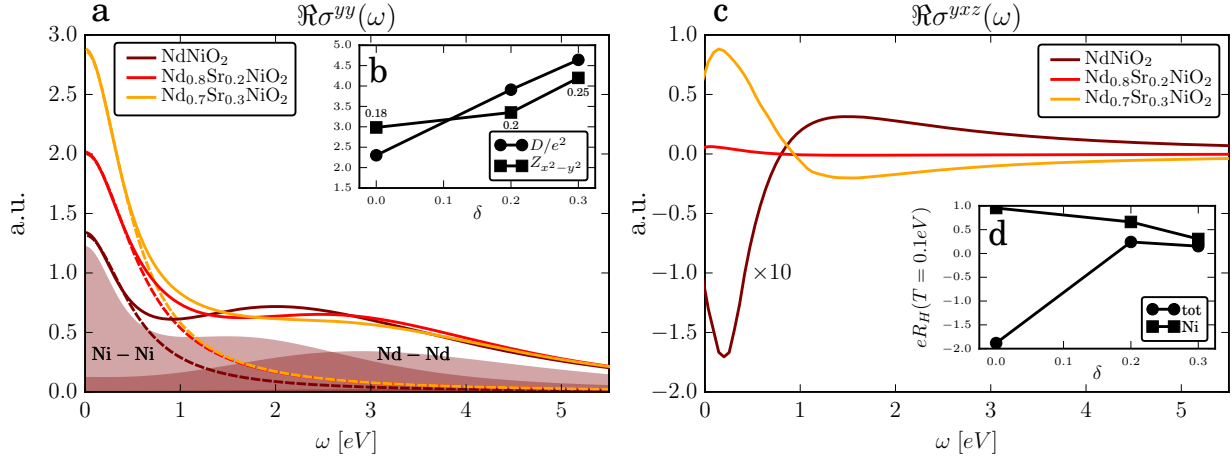 a
ℜσ^{yy}(ω)
3.0
2.5
2.0
1.5
1.0
0.5
0.0
a.u.
NdNiO₂
Nd₀.₈Sr₀.₂NiO₂
Nd₀.₇Sr₀.₃NiO₂
b
5.0
4.5
4.0
3.5
3.0
2.5
2.0
1.5
0.18
0.2
0.25
D/e²
Z_{x²−y²}
0.0 0.1 0.2 0.3
δ
Ni − Ni
Nd − Nd
0 1 2 3 4 5
ω [eV]
c
ℜσ^{yxz}(ω)
1.0
0.5
0.0
−0.5
−1.0
−1.5
−2.0
a.u.
NdNiO₂
Nd₀.₈Sr₀.₂NiO₂
Nd₀.₇Sr₀.₃NiO₂
×10
d
eR_H(T = 0.1eV)
1.0
0.5
0.0
−0.5
−1.0
−1.5
−2.0
tot
Ni
0.0 0.1 0.2 0.3
δ
0 1 2 3 4 5
ω [eV]